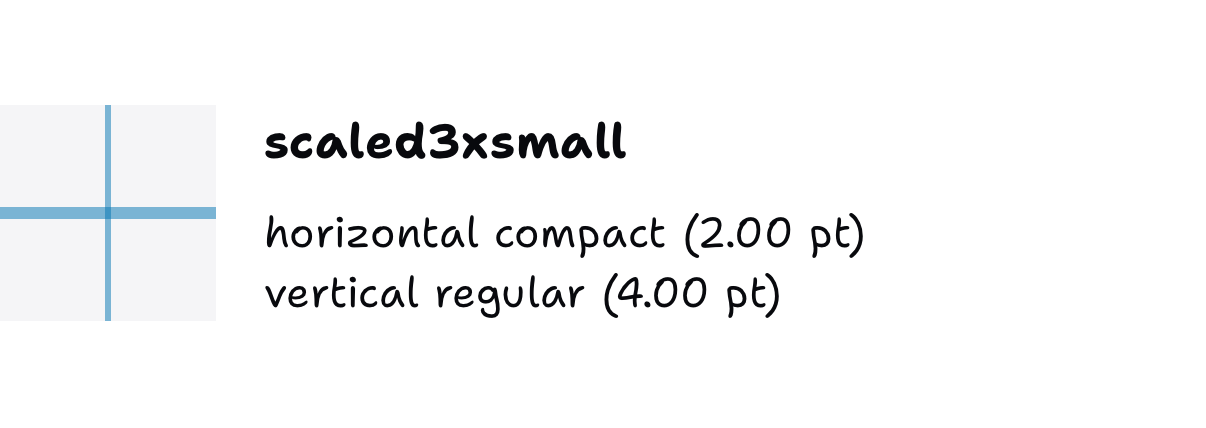 scaled3xsmall
horizontal compact (2.00 pt)
vertical regular (4.00 pt)